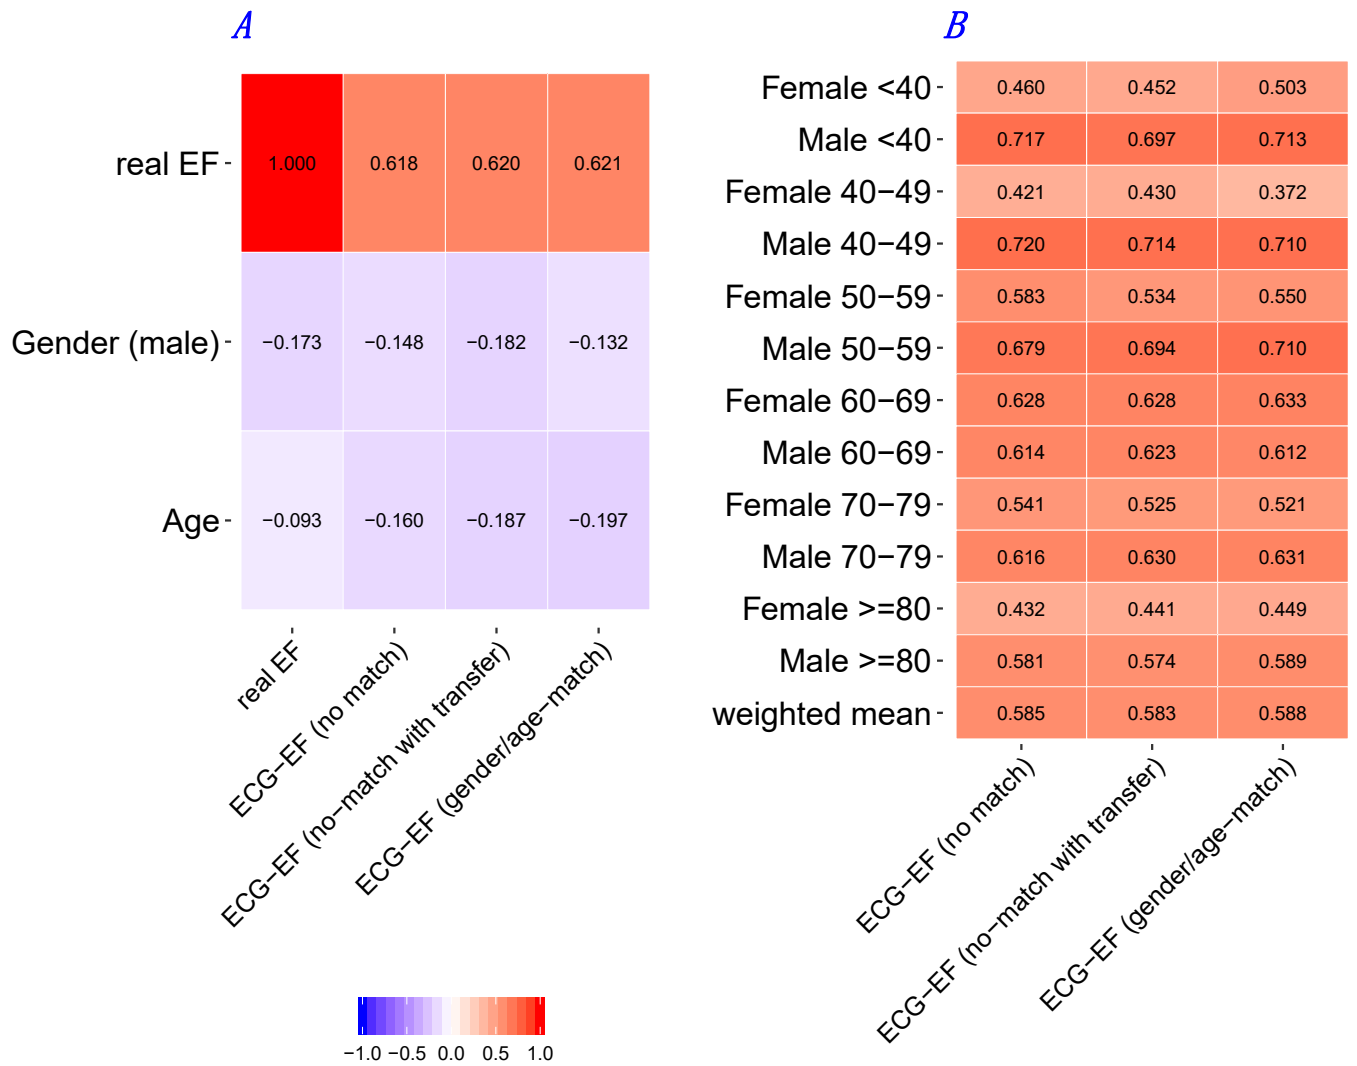 A
real EF 1.000 0.618 0.620 0.621
Gender (male) −0.173 −0.148 −0.182 −0.132
Age −0.093 −0.160 −0.187 −0.197
real EF
ECG−EF (no match)
ECG−EF (no−match with transfer)
ECG−EF (gender/age−match)
−1.0 −0.5 0.0 0.5 1.0
B
Female <40 0.460 0.452 0.503
Male <40 0.717 0.697 0.713
Female 40−49 0.421 0.430 0.372
Male 40−49 0.720 0.714 0.710
Female 50−59 0.583 0.534 0.550
Male 50−59 0.679 0.694 0.710
Female 60−69 0.628 0.628 0.633
Male 60−69 0.614 0.623 0.612
Female 70−79 0.541 0.525 0.521
Male 70−79 0.616 0.630 0.631
Female >=80 0.432 0.441 0.449
Male >=80 0.581 0.574 0.589
weighted mean 0.585 0.583 0.588
ECG−EF (no match)
ECG−EF (no−match with transfer)
ECG−EF (gender/age−match)